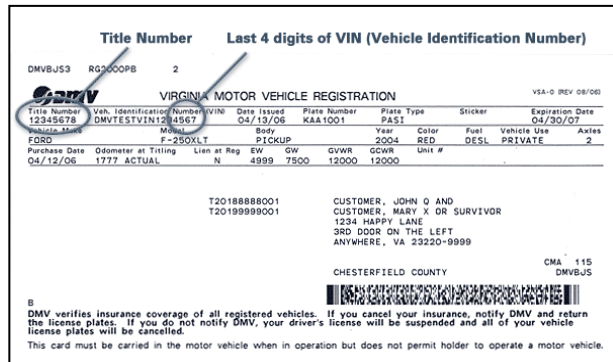 Title Number Last 4 digits of VIN (Vehicle Identification Number)
DMVBJS3 RG3000PB 2
DMV VIRGINIA MOTOR VEHICLE REGISTRATION VSA-0 (REV 08/06)
Title Number Veh. Identification Number (VIN) Date Issued Plate Number Plate Type Sticker Expiration Date
12345678 DMVTESTVIN1234567 04/13/06 KAA1001 PASI 04/30/07
Vehicle Make Model Body Year Color Fuel Vehicle Use Axles
FORD F-250XLT PICKUP 2004 RED DESL PRIVATE 2
Purchase Date Odometer at Titling Lien at Reg EW GW GVWR GCWR Unit #
04/12/06 1777 ACTUAL N 4999 7500 12000 12000
T20188888001 CUSTOMER, JOHN Q AND
T20199999001 CUSTOMER, MARY X OR SURVIVOR
1234 HAPPY LANE
3RD DOOR ON THE LEFT
ANYWHERE, VA 23220-9999
CMA 115
CHESTERFIELD COUNTY DMVBJS
B
DMV verifies insurance coverage of all registered vehicles. If you cancel your insurance, notify DMV and return
the license plates. If you do not notify DMV, your driver's license will be suspended and all of your vehicle
license plates will be cancelled.
This card must be carried in the motor vehicle when in operation but does not permit holder to operate a motor vehicle.